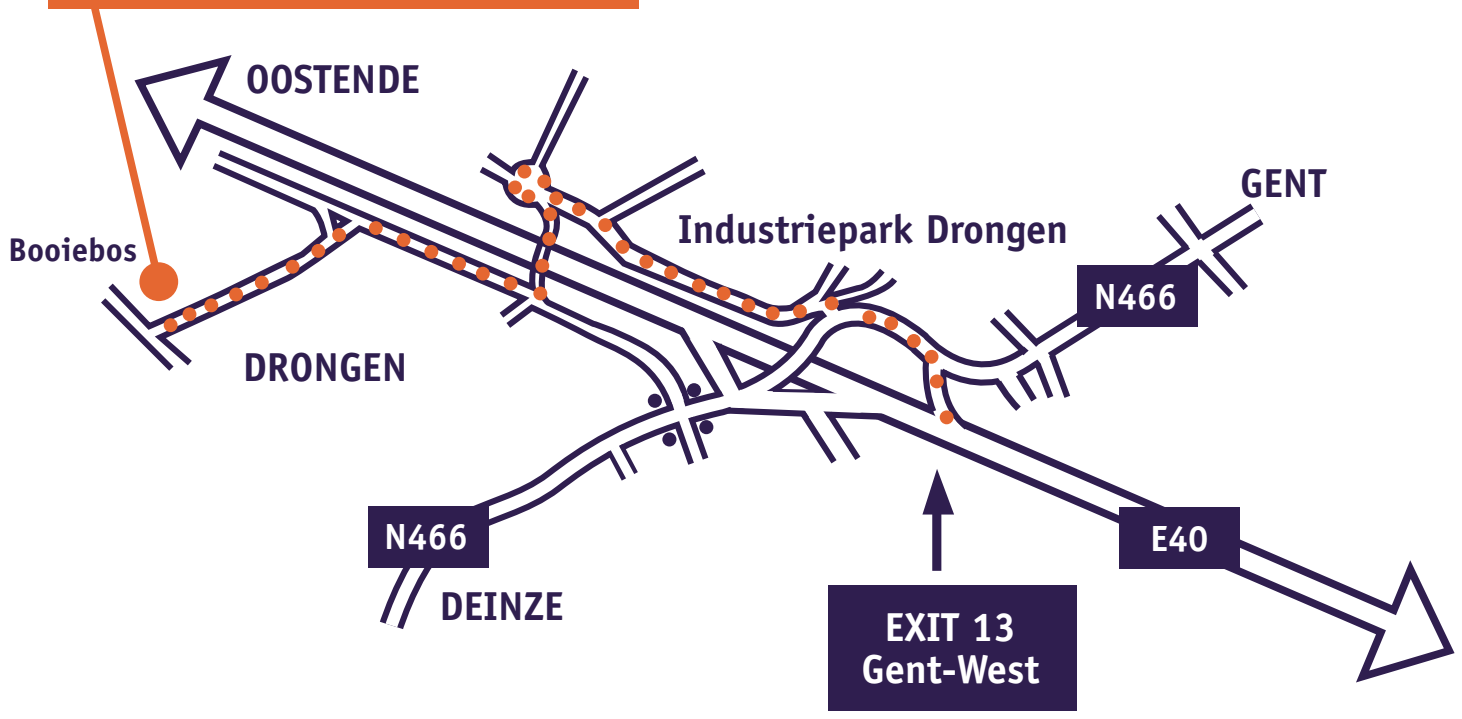 OOSTENDE
GENT
Industriepark Drongen
Booiebos
N466
DRONGEN
N466
E40
DEINZE
EXIT 13
Gent-West